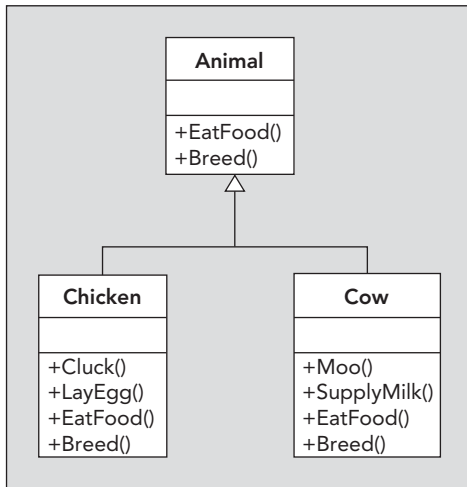 Animal
+EatFood()
+Breed()
Chicken
+Cluck()
+LayEgg()
+EatFood()
+Breed()
Cow
+Moo()
+SupplyMilk()
+EatFood()
+Breed()